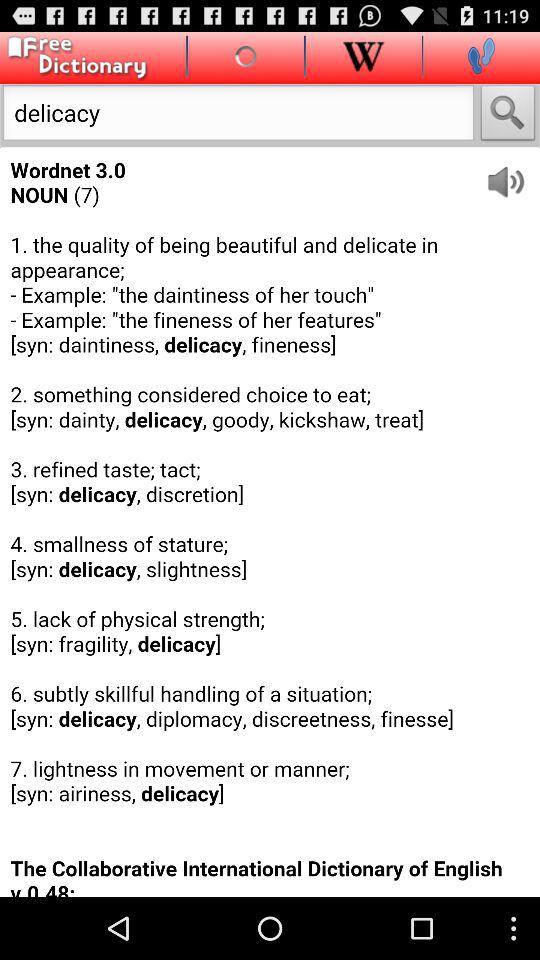 11:19
Free
Dictionary
W
delicacy
Wordnet 3.0
NOUN (7)
1. the quality of being beautiful and delicate in
appearance;
- Example: "the daintiness of her touch"
- Example: "the fineness of her features"
[syn: daintiness, delicacy, fineness]
2. something considered choice to eat;
[syn: dainty, delicacy, goody, kickshaw, treat]
3. refined taste; tact;
[syn: delicacy, discretion]
4. smallness of stature;
[syn: delicacy, slightness]
5. lack of physical strength;
[syn: fragility, delicacy]
6. subtly skillful handling of a situation;
[syn: delicacy, diplomacy, discreetness, finesse]
7. lightness in movement or manner;
[syn: airiness, delicacy]
The Collaborative International Dictionary of English
v.0.48: